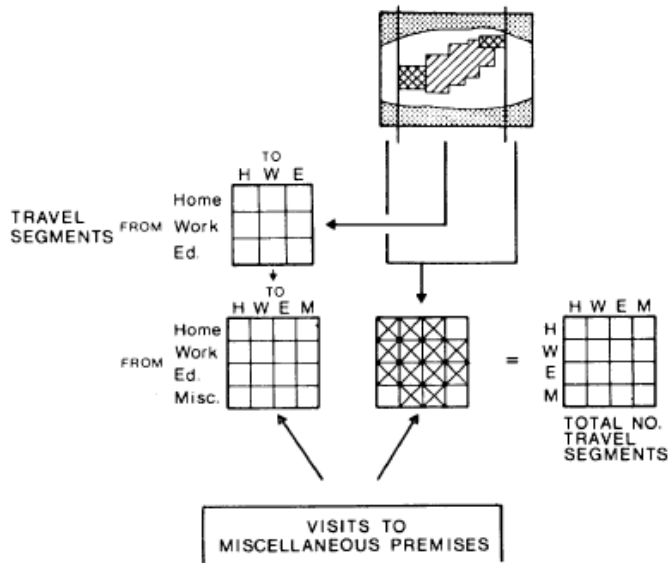 TO
H W E
Home
TRAVEL
SEGMENTS
FROM
Work
Ed.
TO
H W E M
Home
FROM
Work
Ed.
Misc.
=
H W E M
H
W
E
M
TOTAL NO.
TRAVEL
SEGMENTS
VISITS TO
MISCELLANEOUS PREMISES